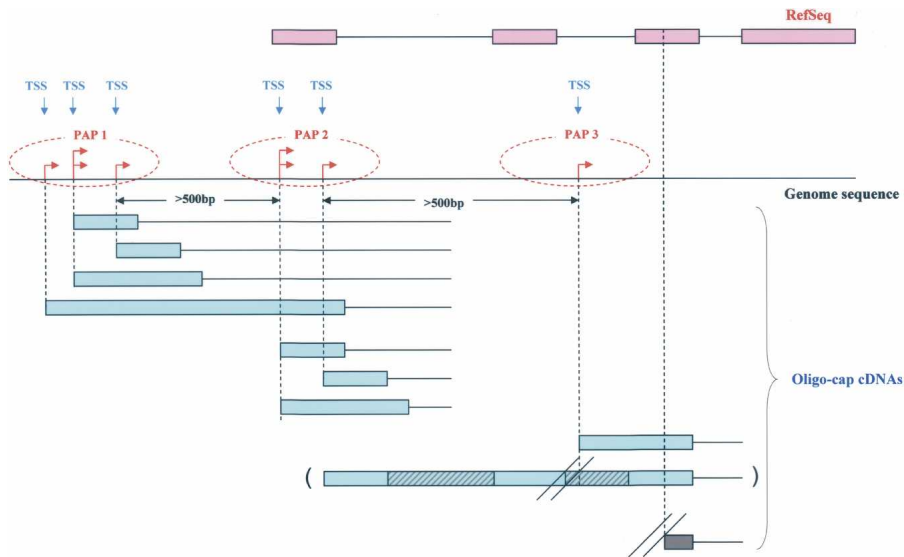 RefSeq
TSS TSS TSS TSS TSS TSS
PAP 1 PAP 2 PAP 3
Genome sequence
>500bp >500bp
Oligo-cap cDNAs
( )